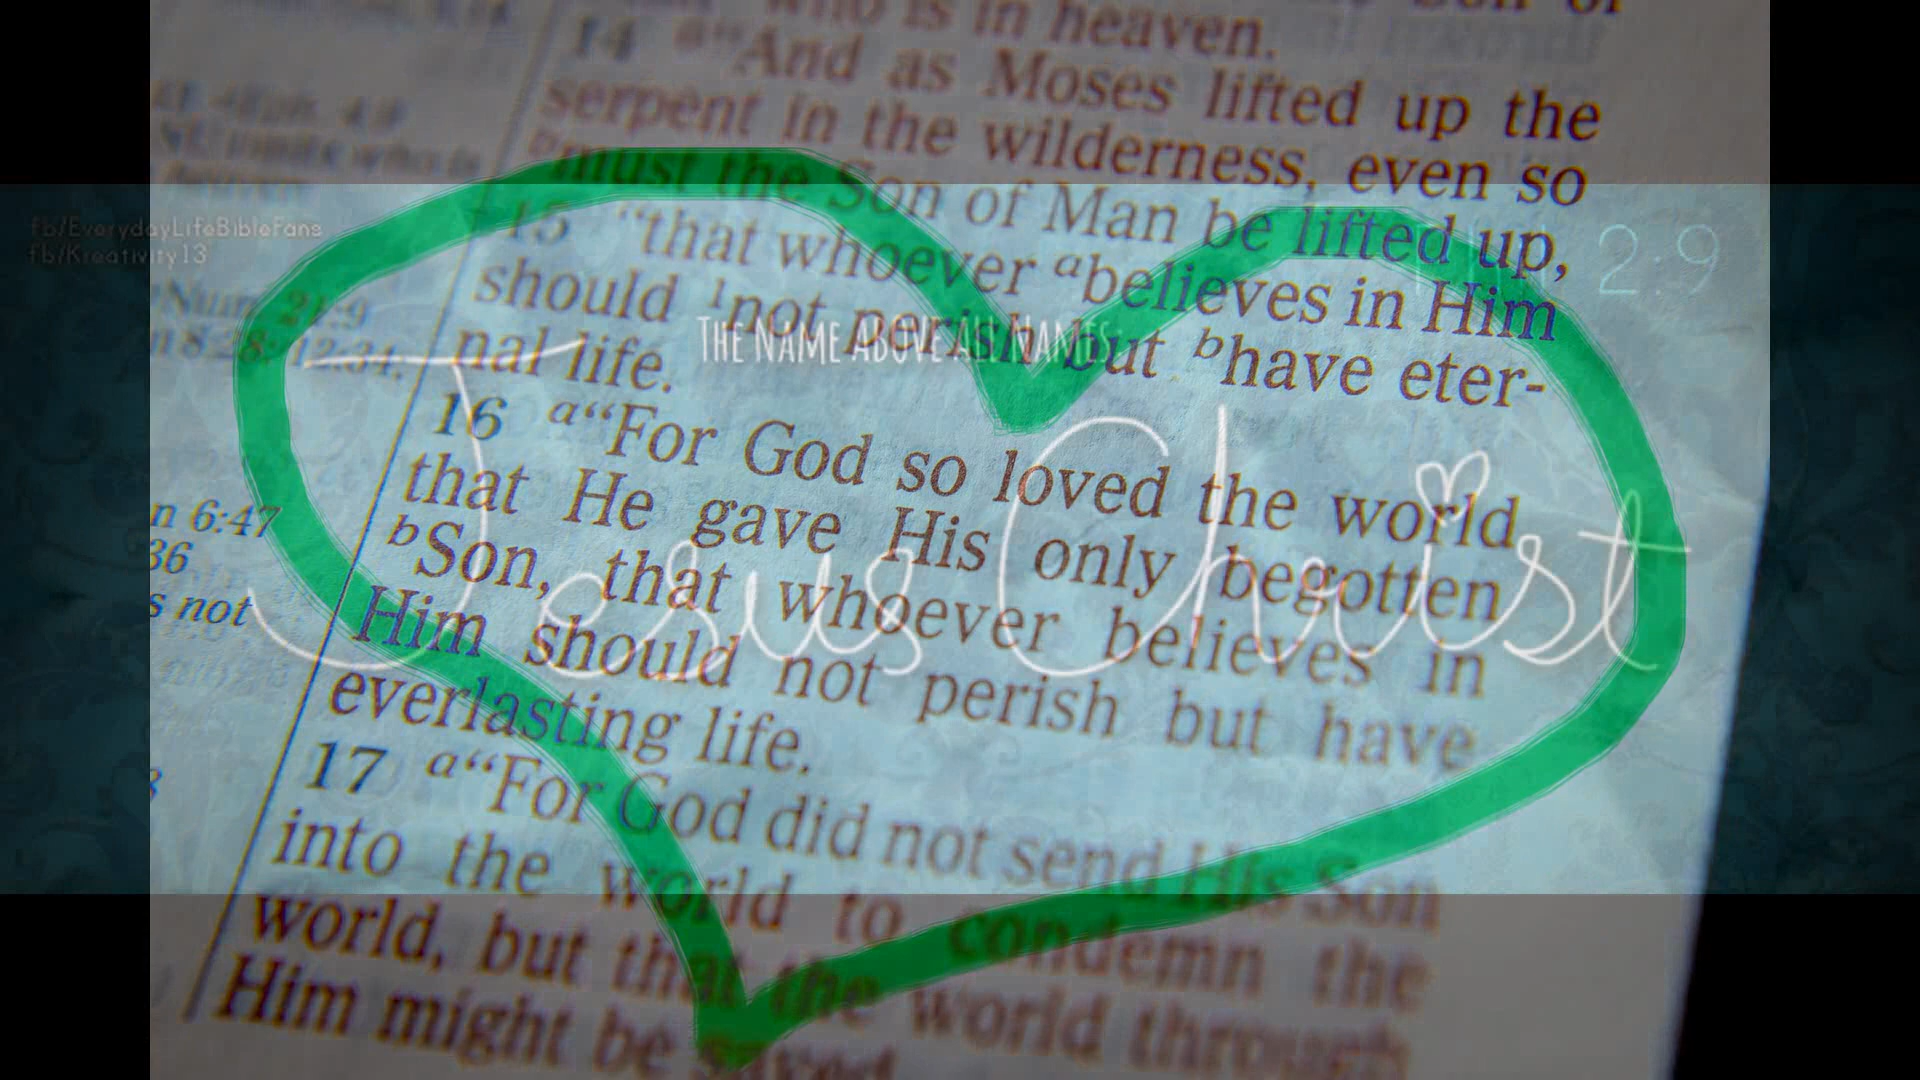 who is in heaven.
14 a“And as Moses lifted up the
serpent in the wilderness, even so
must the Son of Man be lifted up,
15 “that whoever abelieves in Him
should 1not perish but bhave eter-
nal life.
16 a“For God so loved the world
that He gave His only begotten
bSon, that whoever believes in
Him should not perish but have
everlasting life.
17 a“For God did not send His Son
into the world to condemn the
world, but that the world through
Him might be saved
n 6:47
36
s not
fb/EverydayLifeBibleFans
fb/Kreativity13
2:9
THE NAME ABOVE ALL NAMES:
Jesus Christ